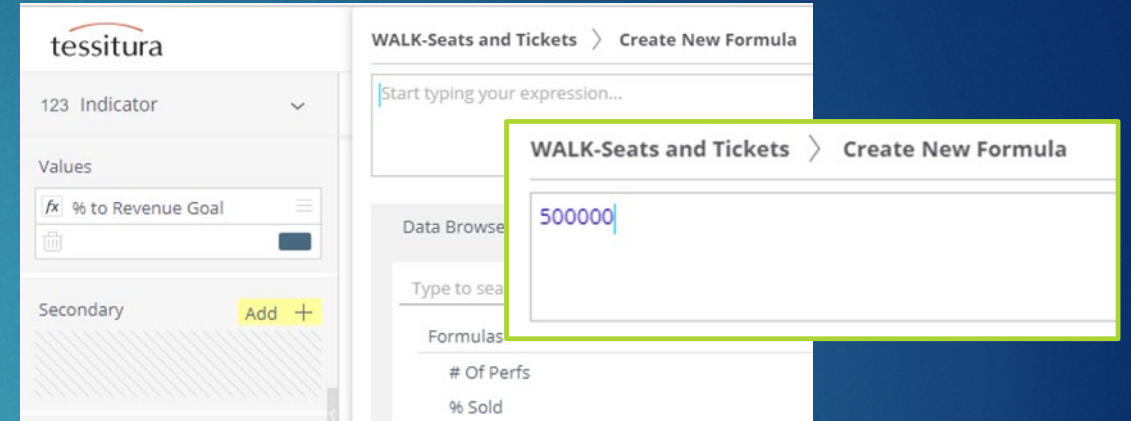 tessitura
123 Indicator
Values
fx % to Revenue Goal
Secondary
Add +
WALK-Seats and Tickets > Create New Formula
Start typing your expression...
Data Browse
Type to sea
Formulas
# Of Perfs
% Sold
WALK-Seats and Tickets > Create New Formula
500000